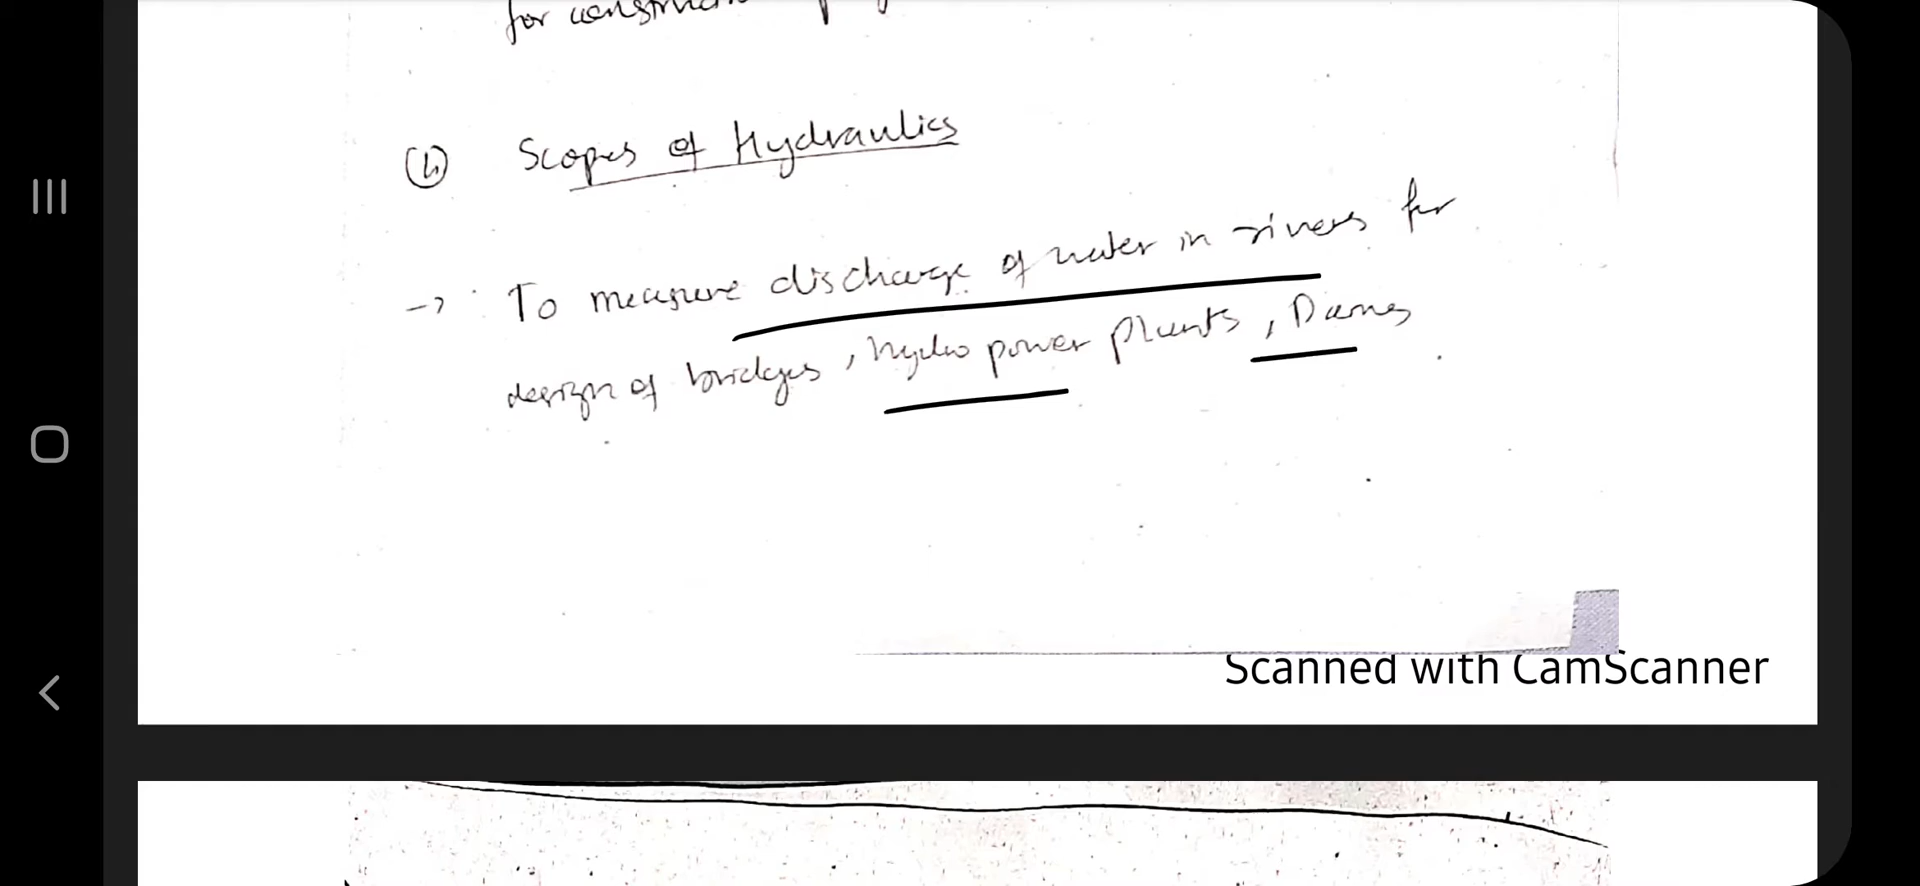 for
(h) Scopes of Hydraulics
-> To measure discharge of water in rivers for
design of bridges, hydro power plants, Dams
Scanned with CamScanner